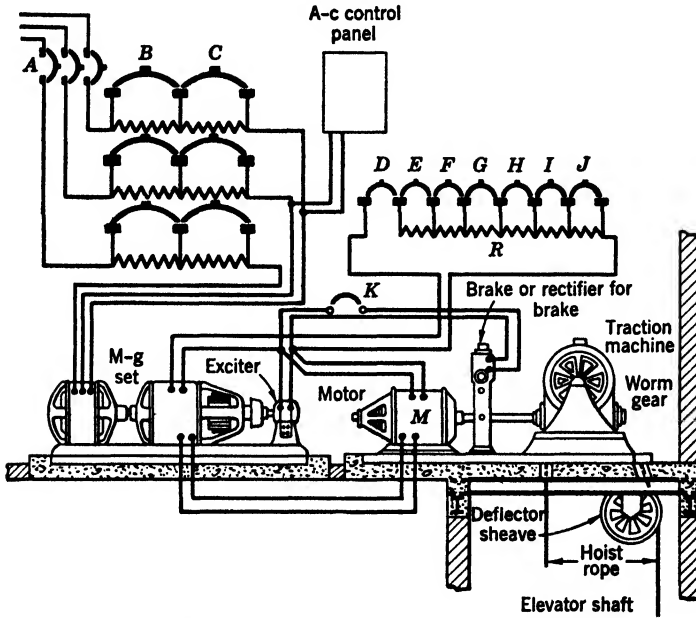 A-c control
panel
A
B
C
D
E
F
G
H
I
J
R
K
Brake or rectifier for
brake
Traction
machine
M-g
set
Exciter
Motor
M
Worm
gear
Deflector
sheave
Hoist
rope
Elevator shaft